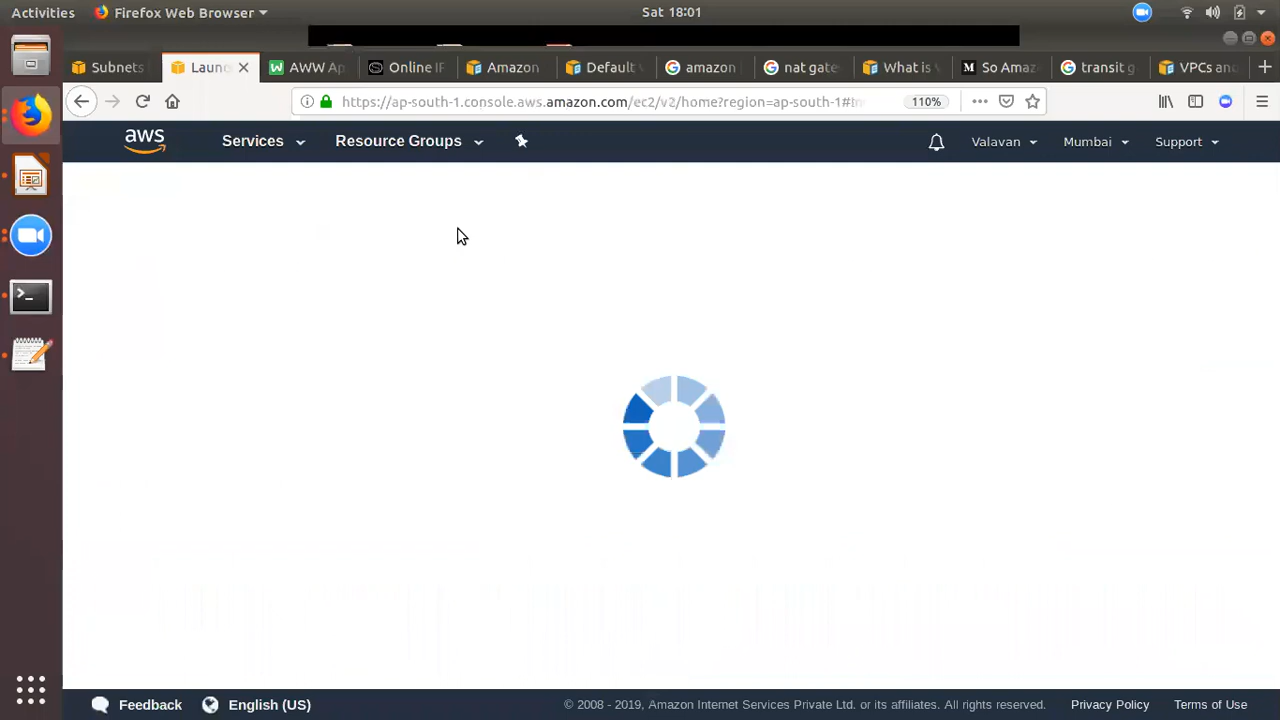 Activities Firefox Web Browser Sat 18:01
Subnets Laun AWW Ap Online IP Amazon Default amazon nat gate What is So Amaz transit g VPCs an
https://ap-south-1.console.aws.amazon.com/ec2/v2/home?region=ap-south-1# 110%
aws Services Resource Groups Valavan Mumbai Support
Feedback English (US) © 2008 - 2019, Amazon Internet Services Private Ltd. or its affiliates. All rights reserved. Privacy Policy Terms of Use